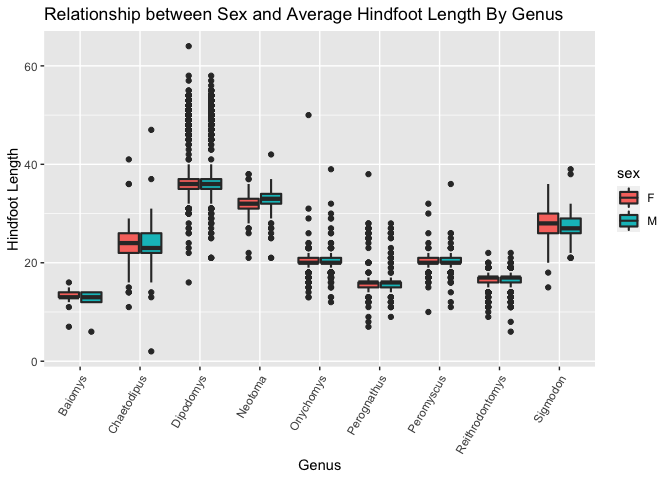 Relationship between Sex and Average Hindfoot Length By Genus
Hindfoot Length
60
40
20
0
Baiomys
Chaetodipus
Dipodomys
Neotoma
Onychomys
Perognathus
Peromyscus
Reithrodontomys
Sigmodon
Genus
sex
F
M